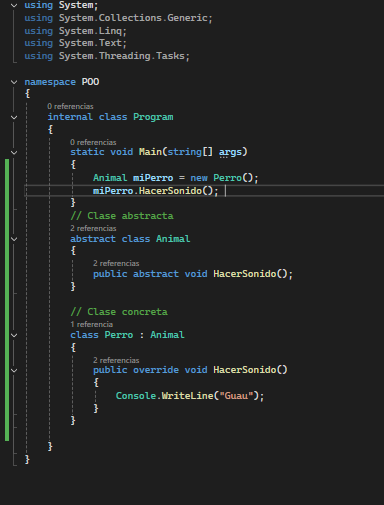 using System;
using System.Collections.Generic;
using System.Linq;
using System.Text;
using System.Threading.Tasks;
namespace POO
{
0 referencias
internal class Program
{
0 referencias
static void Main(string[] args)
{
Animal miPerro = new Perro();
miPerro.HacerSonido();
}
// Clase abstracta
2 referencias
abstract class Animal
{
2 referencias
public abstract void HacerSonido();
}
// Clase concreta
1 referencia
class Perro : Animal
{
2 referencias
public override void HacerSonido()
{
Console.WriteLine("Guau");
}
}
}
}